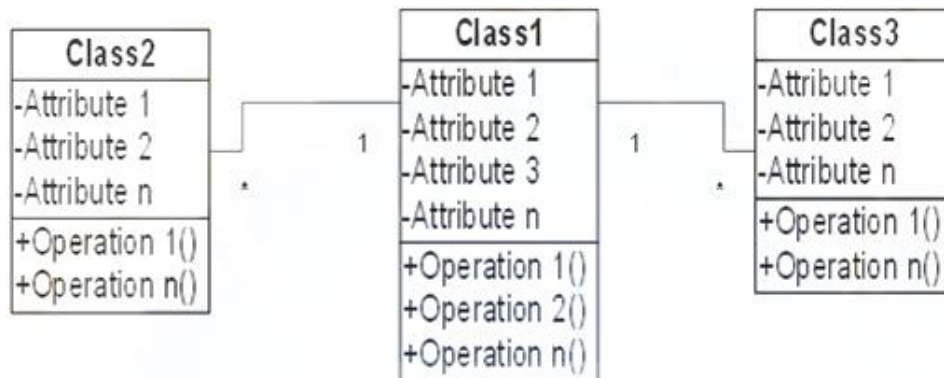 Class2
-Attribute 1
-Attribute 2
-Attribute n
+Operation 1()
+Operation n()
*
1
Class1
-Attribute 1
-Attribute 2
-Attribute 3
-Attribute n
+Operation 1()
+Operation 2()
+Operation n()
1
*
Class3
-Attribute 1
-Attribute 2
-Attribute n
+Operation 1()
+Operation n()